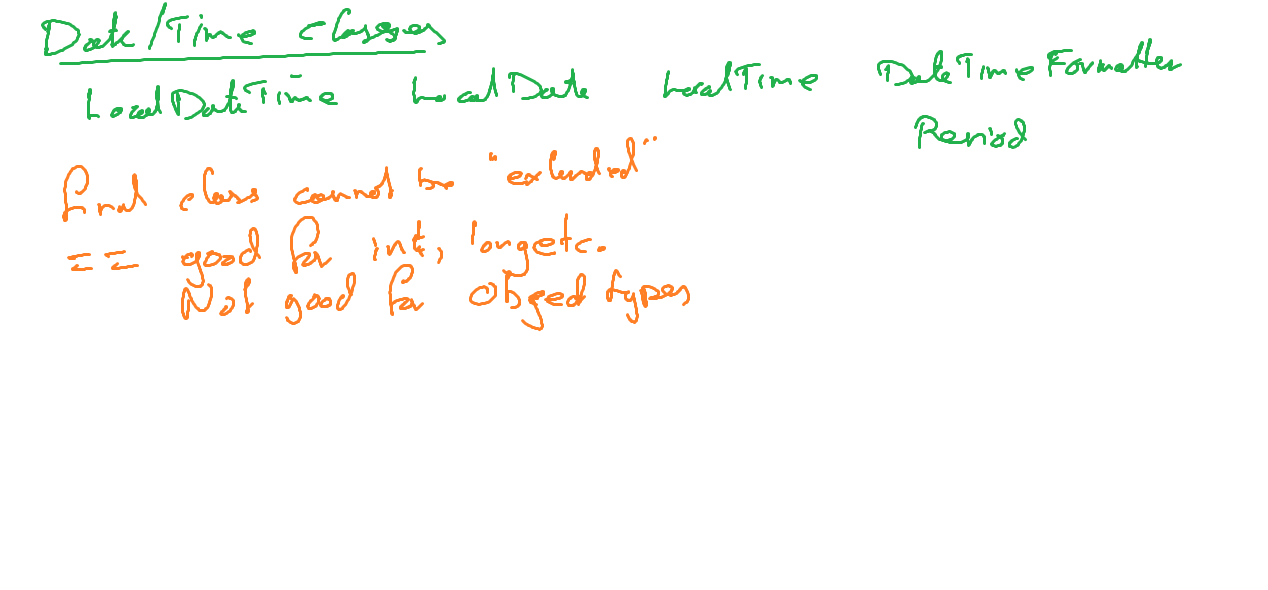 Date/Time classes
LocalDateTime LocalDate LocalTime DateTimeFormatter
Period
final class cannot be "extended"
== good for int, long etc.
Not good for Object types